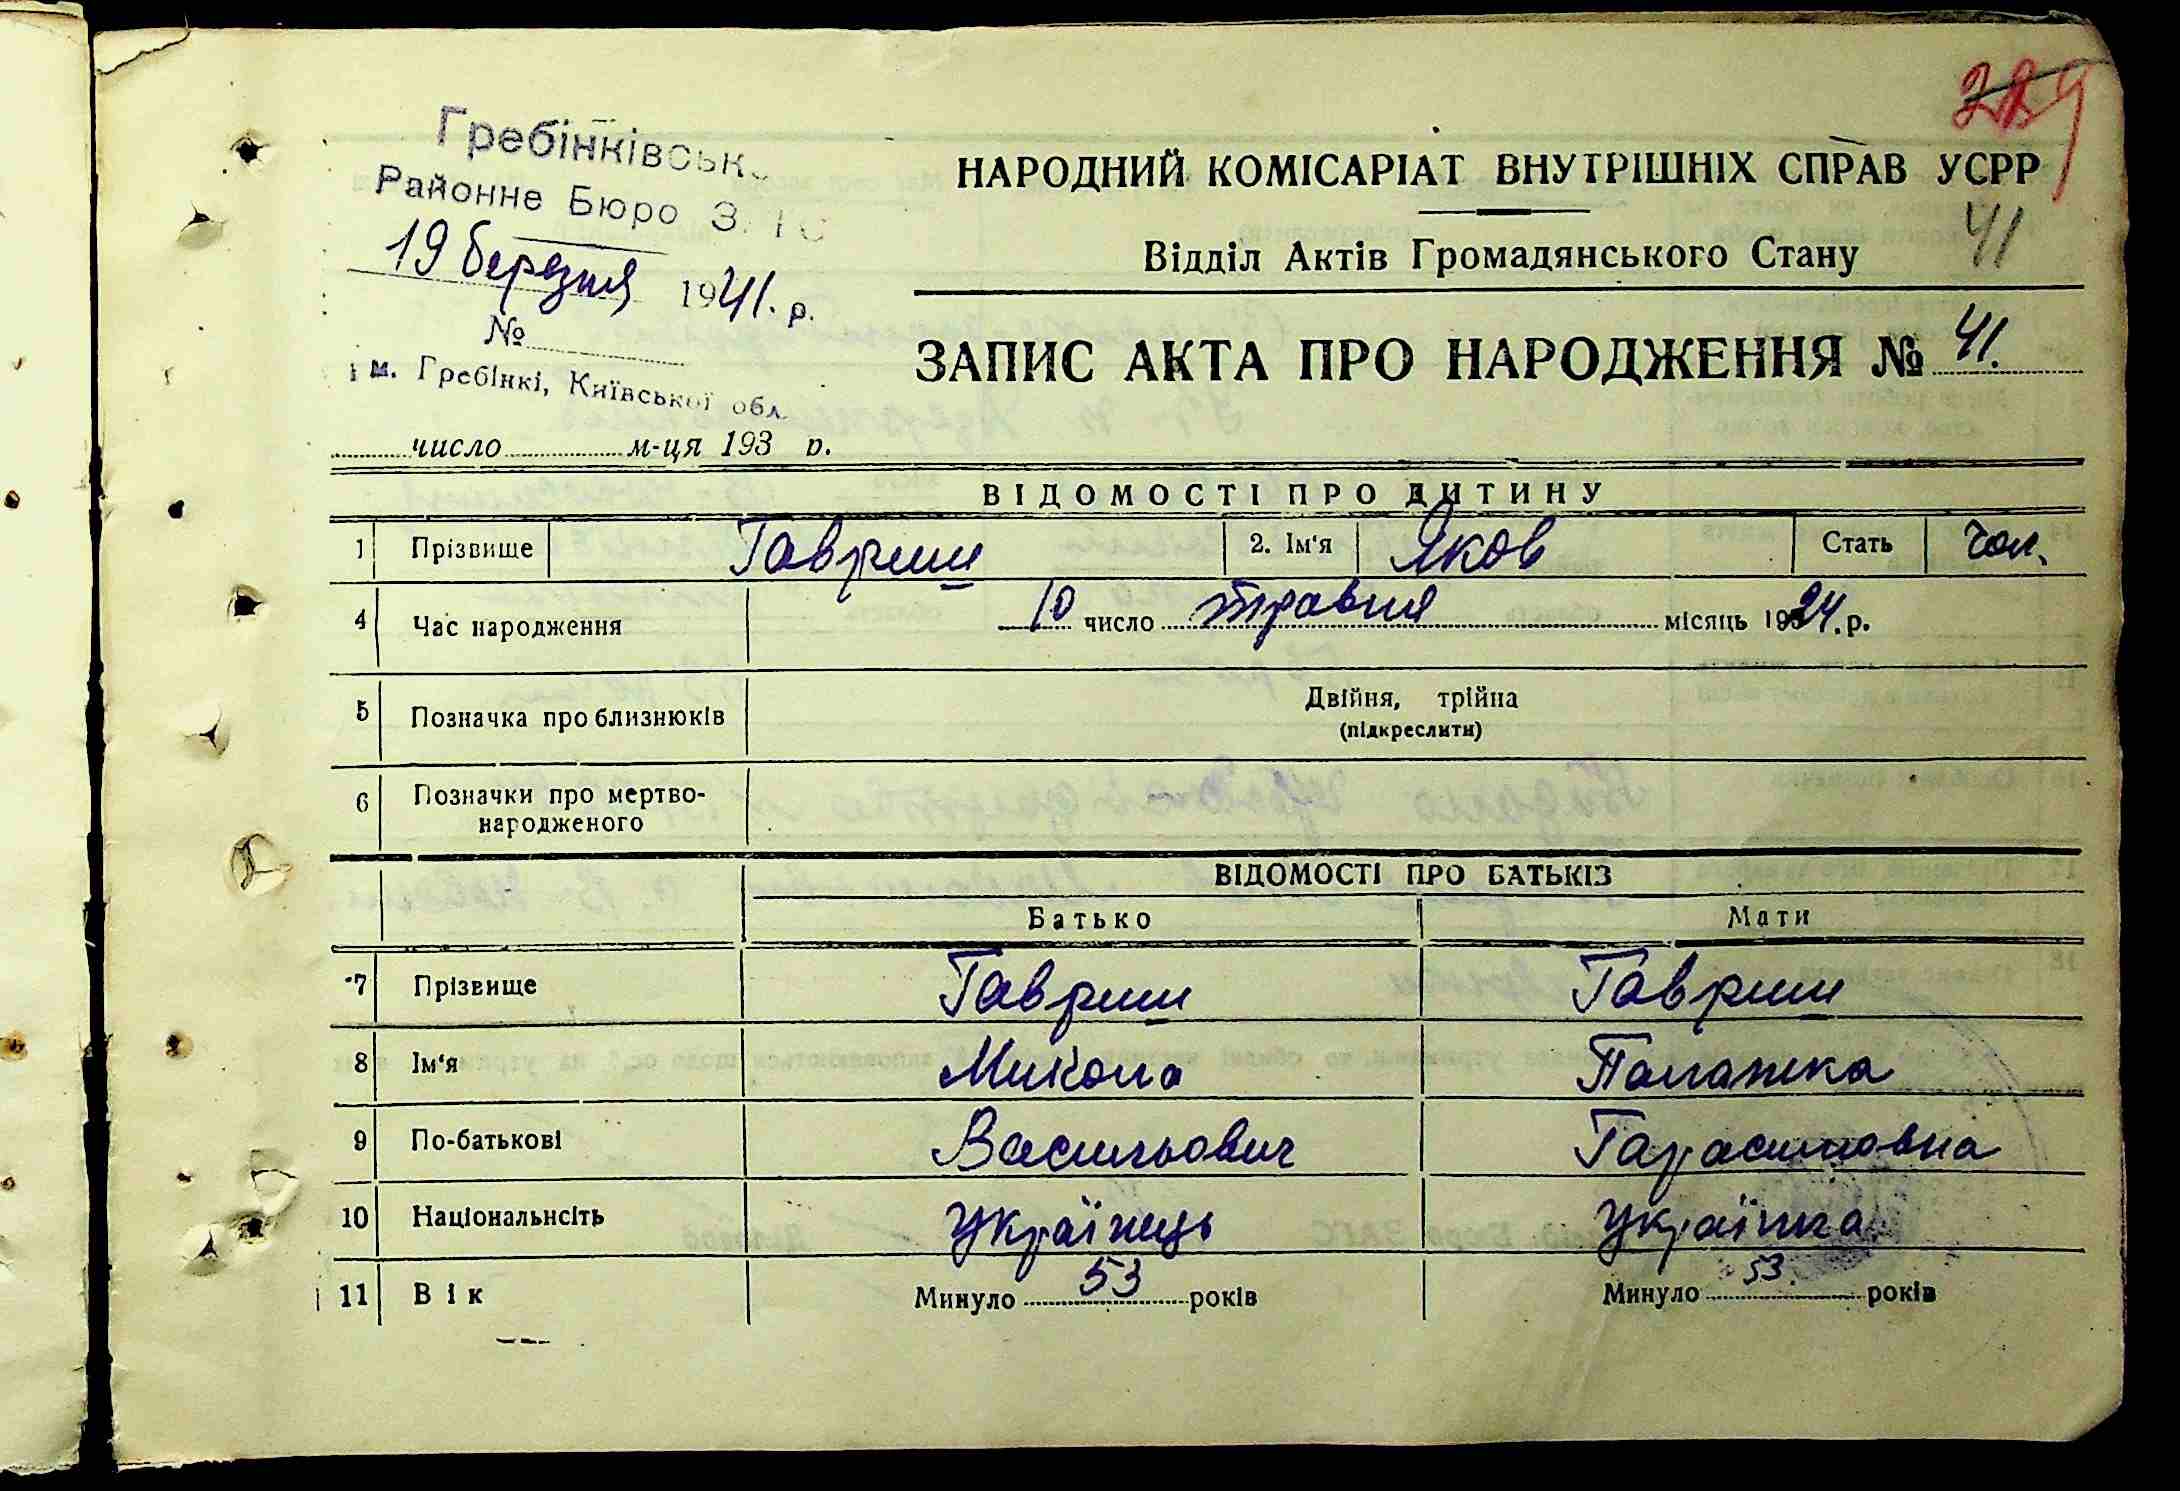 Гребінківськ
Районне Бюро ЗАГС
19 березня 1941. р.
№
м. Гребінкі, Київської обл.
число м-ця 193 р.
НАРОДНИЙ КОМІСАРІАТ ВНУТРІШНІХ СПРАВ УСРР
Відділ Актів Громадянського Стану
41
ЗАПИС АКТА ПРО НАРОДЖЕННЯ № 41.
ВІДОМОСТІ ПРО ДИТИНУ
1 Прізвище Гавриш 2. Ім'я Яков Стать чол.
4 Час народження 10 число травня місяць 1924. р.
5 Позначка про близнюків Двійня, трійна
(підкреслити)
6 Позначки про мертво-
народженого
ВІДОМОСТІ ПРО БАТЬКІЗ
Батько Мати
7 Прізвище Гавриш Гавриш
8 Ім'я Микола Палажка
9 По-батькові Васильович Гарасимовна
10 Національнсіть Українець Українка
11 Вік Минуло 53 років Минуло 53. років